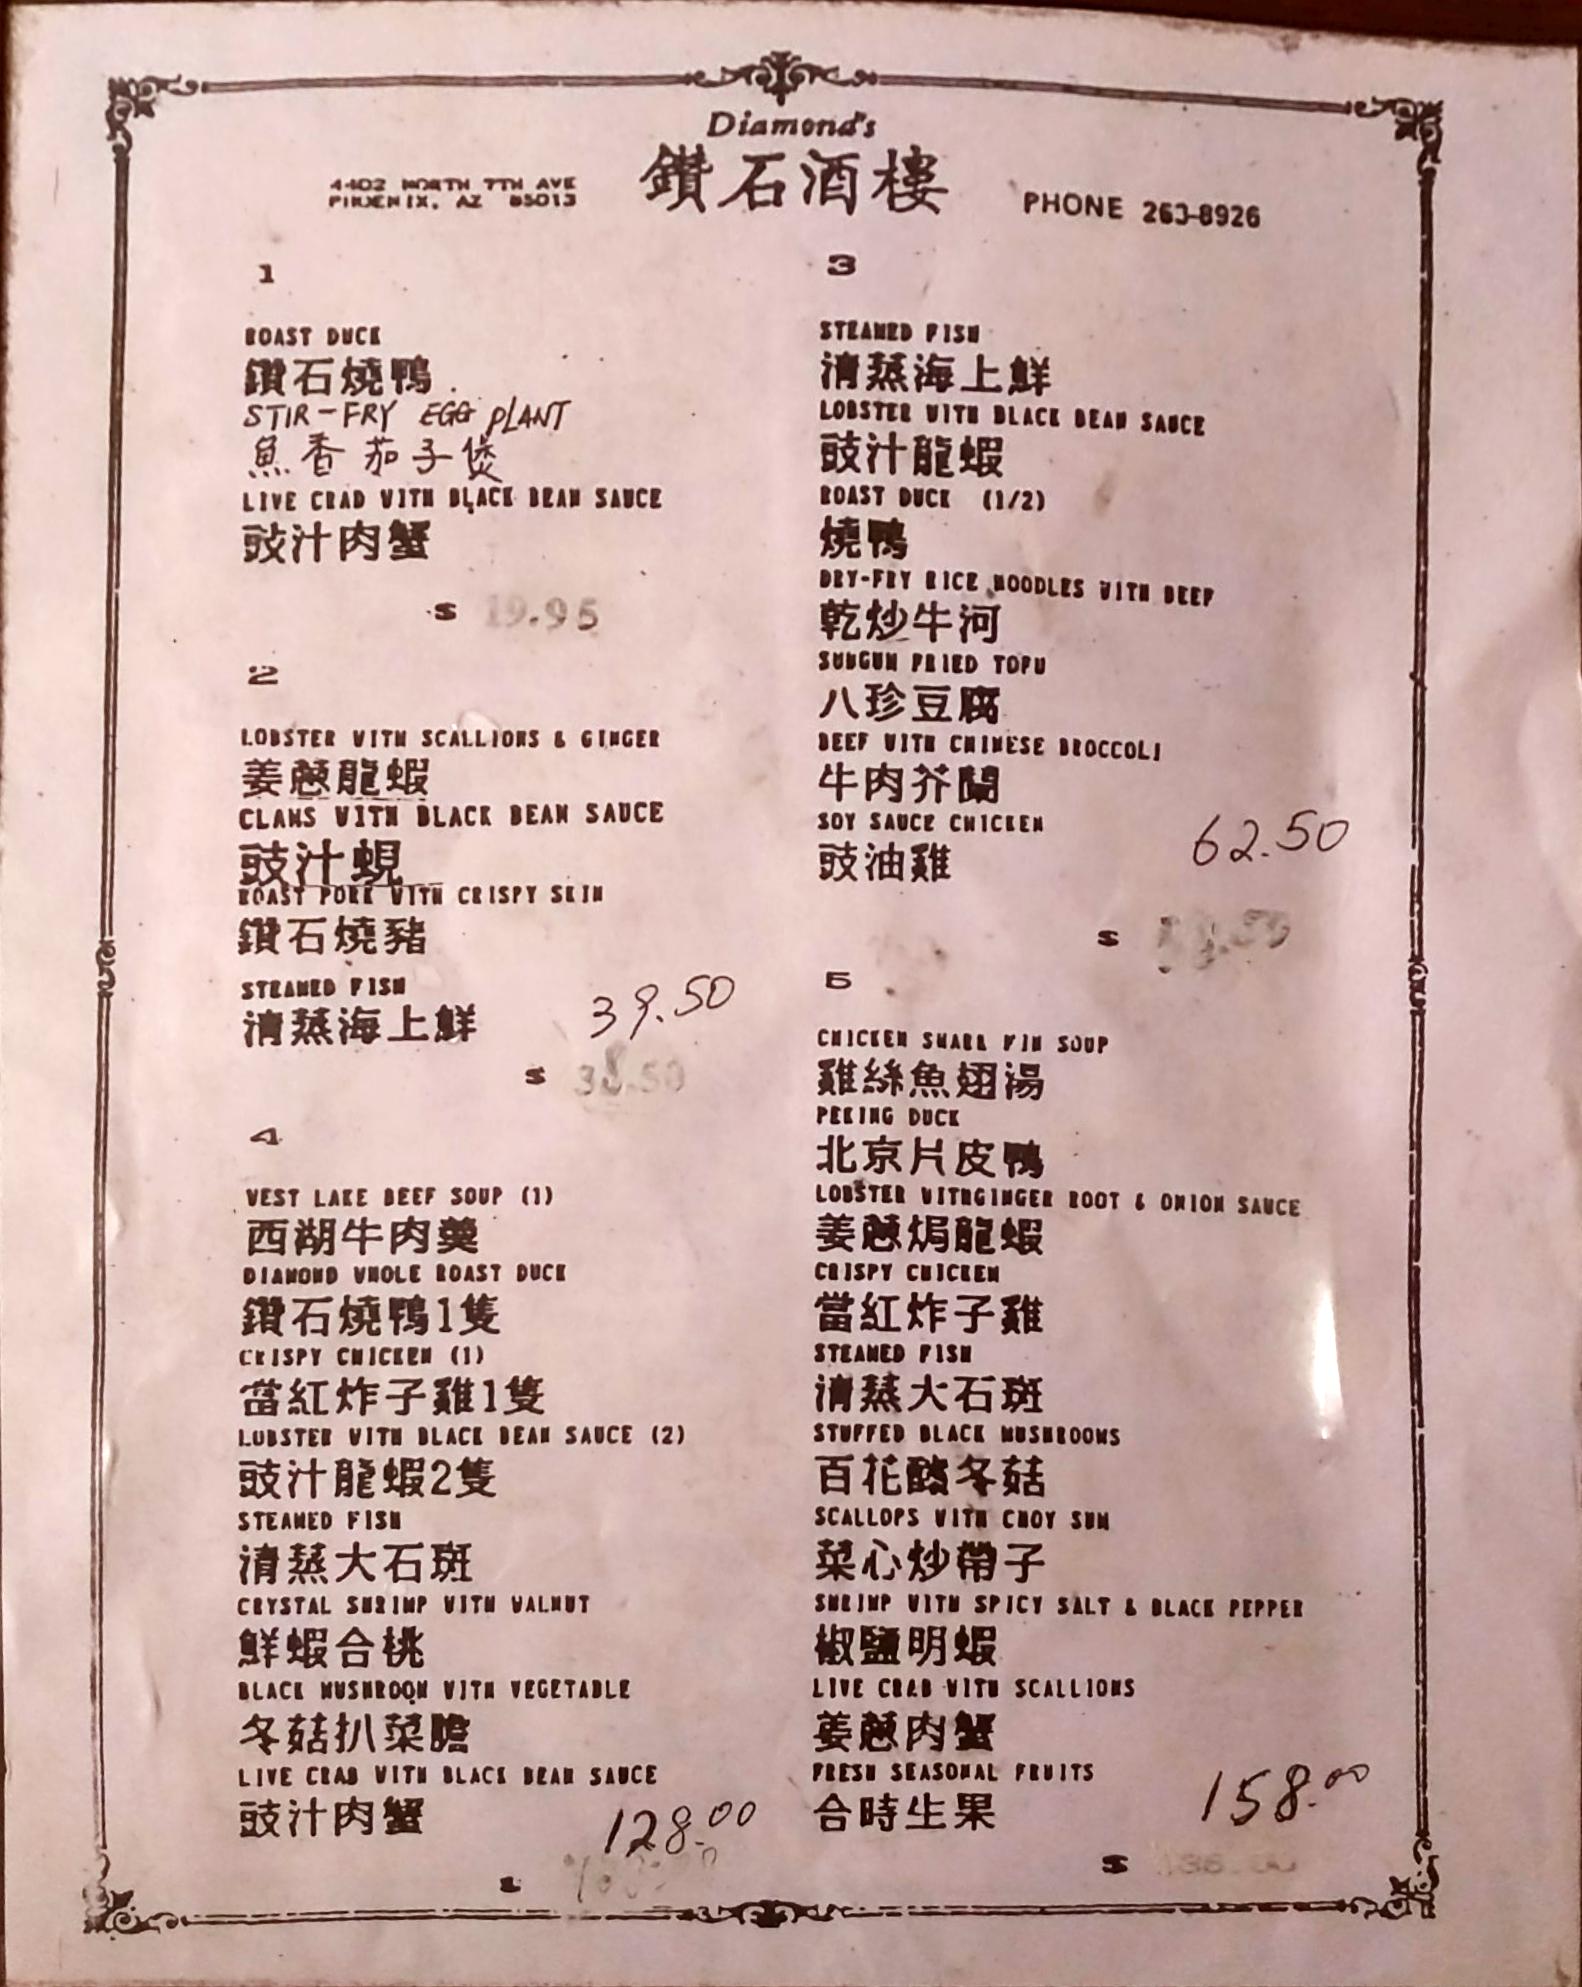 Diamond's
鑽石酒樓
4402 NORTH 7TH AVE
PHOENIX, AZ 85013
PHONE 263-8926
1
ROAST DUCK
鑽石燒鴨
STIR-FRY EGG PLANT
魚香茄子煲
LIVE CRAB WITH BLACK BEAN SAUCE
豉汁肉蟹
$ 19.95
2
LOBSTER WITH SCALLIONS & GINGER
姜蔥龍蝦
CLAMS WITH BLACK BEAN SAUCE
豉汁蜆
ROAST PORK WITH CRISPY SKIN
鑽石燒豬
STEAMED FISH
清蒸海上鮮
39.50
$ 38.50
3
STEAMED FISH
清蒸海上鮮
LOBSTER WITH BLACK BEAN SAUCE
豉汁龍蝦
ROAST DUCK (1/2)
燒鴨
DRY-FRY RICE NOODLES WITH BEEF
乾炒牛河
SUNGUN FRIED TOFU
八珍豆腐
BEEF WITH CHINESE BROCCOLI
牛肉芥蘭
SOY SAUCE CHICKEN
豉油雞
62.50
$
4
WEST LAKE BEEF SOUP (1)
西湖牛肉羹
DIAMOND WHOLE ROAST DUCK
鑽石燒鴨1隻
CRISPY CHICKEN (1)
當紅炸子雞1隻
LOBSTER WITH BLACK BEAN SAUCE (2)
豉汁龍蝦2隻
STEAMED FISH
清蒸大石斑
CRYSTAL SHRIMP WITH WALNUT
鮮蝦合桃
BLACK MUSHROOM WITH VEGETABLE
冬菇扒菜膽
LIVE CRAB WITH BLACK BEAN SAUCE
豉汁肉蟹
128.00
$
5
CHICKEN SHARK FIN SOUP
雞絲魚翅湯
PEKING DUCK
北京片皮鴨
LOBSTER WITHGINGER ROOT & ONION SAUCE
姜蔥焗龍蝦
CRISPY CHICKEN
當紅炸子雞
STEAMED FISH
清蒸大石斑
STUFFED BLACK MUSHROOMS
百花釀冬菇
SCALLOPS WITH CHOY SUM
菜心炒帶子
SHRIMP WITH SPICY SALT & BLACK PEPPER
椒鹽明蝦
LIVE CRAB WITH SCALLIONS
姜蔥肉蟹
FRESH SEASONAL FRUITS
合時生果
158.00
$